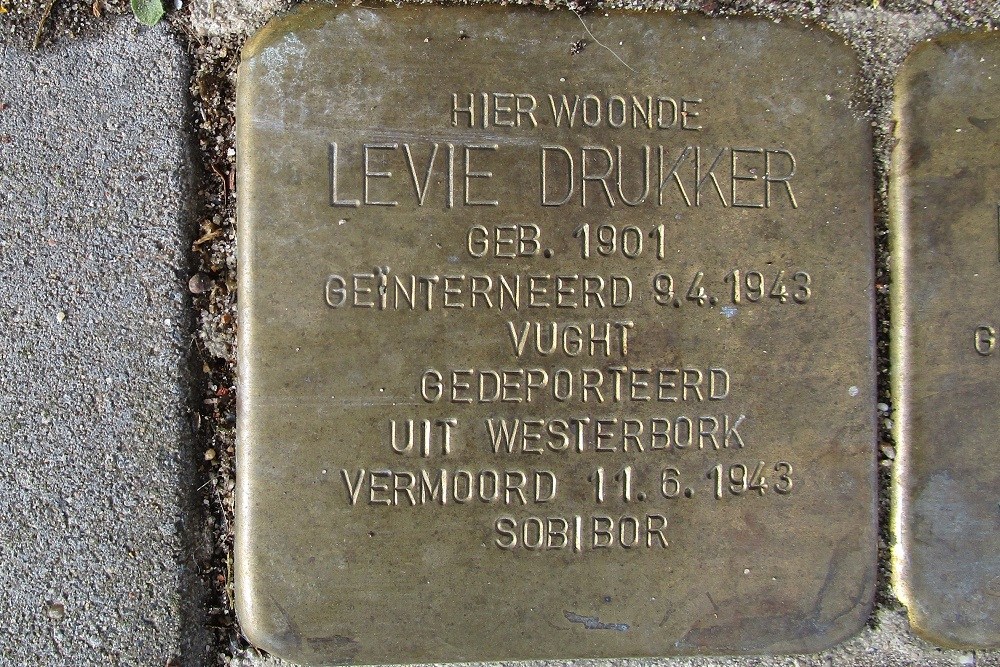 HIER WOONDE
LEVIE DRUKKER
GEB. 1901
GEÏNTERNEERD 9.4.1943
VUGHT
GEDEPORTEERD
UIT WESTERBORK
VERMOORD 11.6.1943
SOBIBOR
G